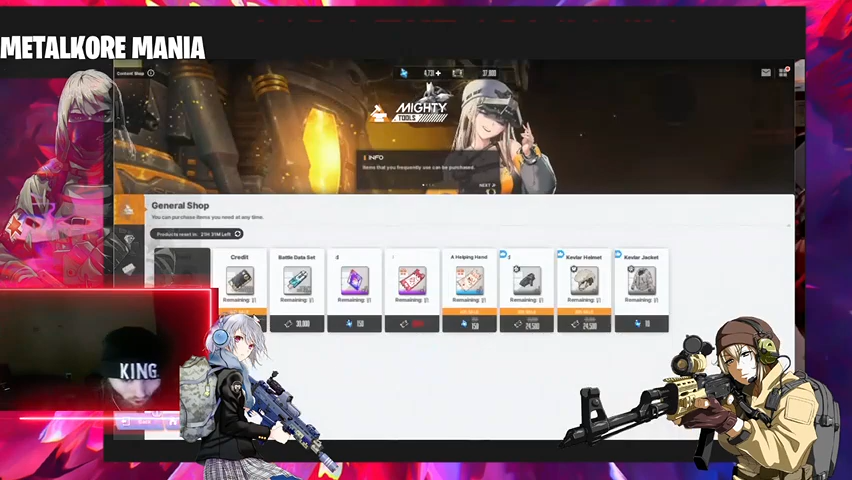 METALKORE MANIA
Content Shop
4,731
37,800
MIGHTY
TOOLS
INFO
Items that you frequently use can be purchased.
NEXT
General Shop
You can purchase items you need at any time.
Products reset in: 21H 31M Left
Credit
Battle Data Set
A Helping Hand
Kevlar Helmet
Kevlar Jacket
Remaining:
Remaining:
Remaining:
Remaining:
Remaining:
Remaining:
Remaining:
Remaining:
30,000
150
150
24,500
24,500
10
KING
Back